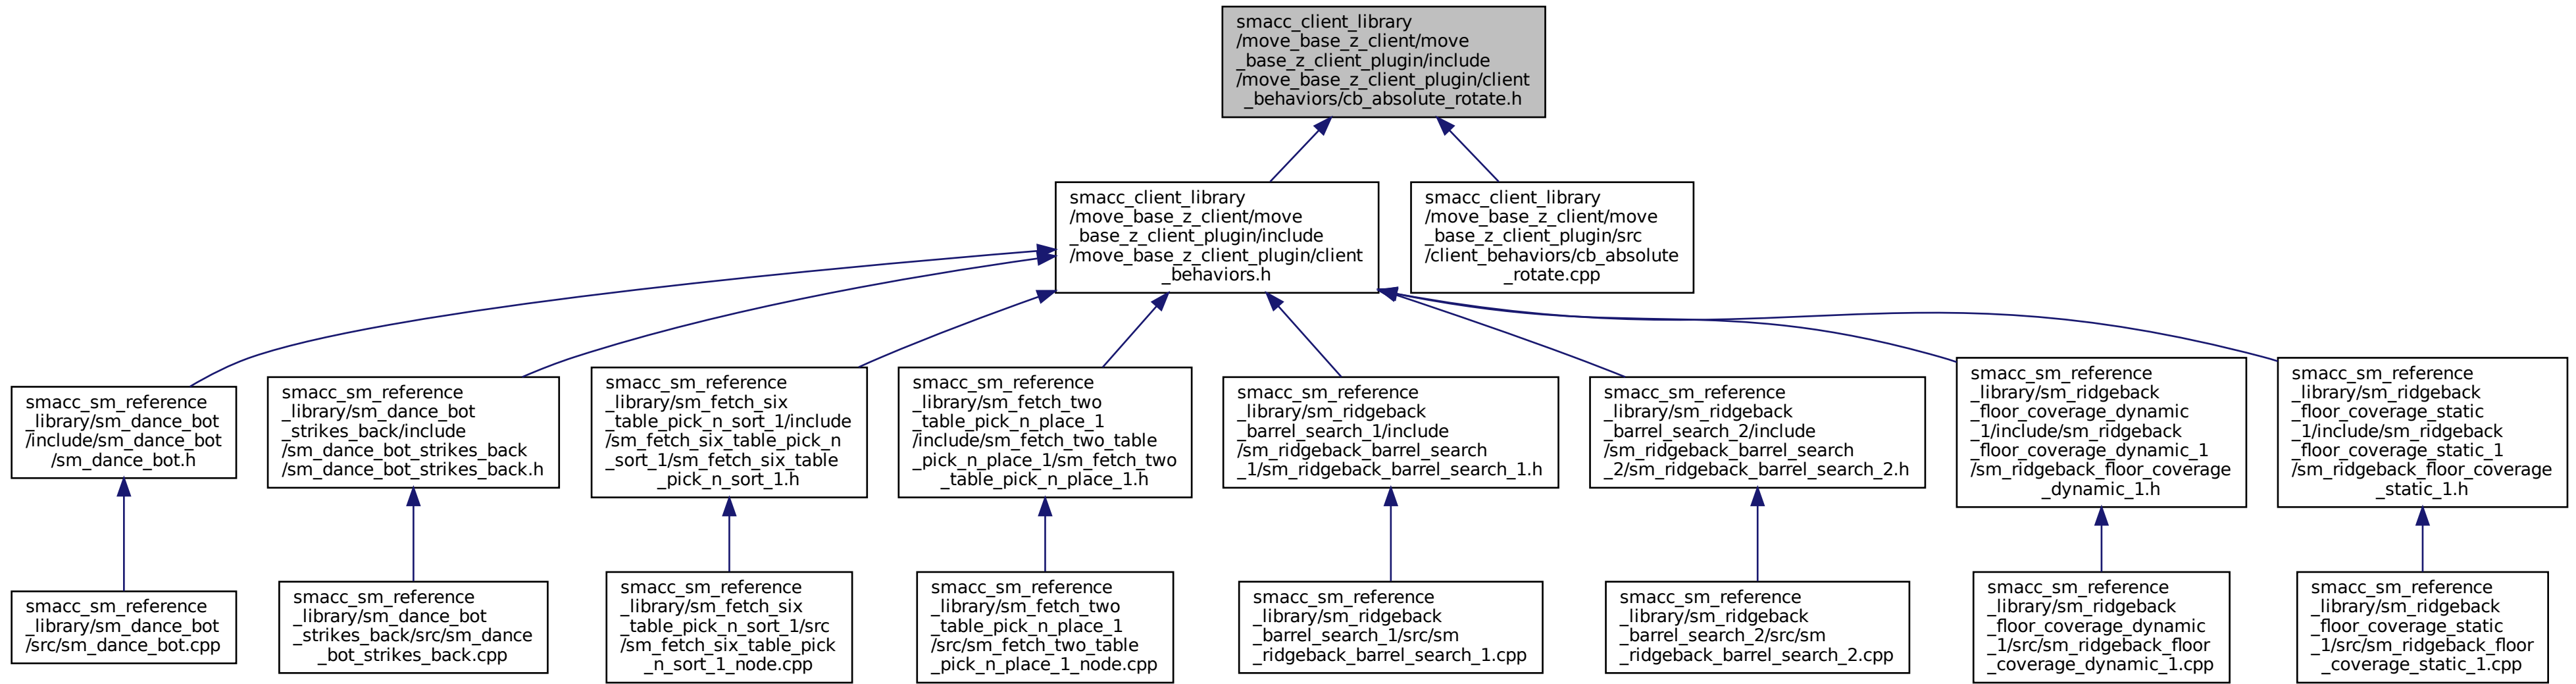 smacc_client_library
/move_base_z_client/move
_base_z_client_plugin/include
/move_base_z_client_plugin/client
_behaviors/cb_absolute_rotate.h
smacc_client_library
/move_base_z_client/move
_base_z_client_plugin/include
/move_base_z_client_plugin/client
_behaviors.h
smacc_client_library
/move_base_z_client/move
_base_z_client_plugin/src
/client_behaviors/cb_absolute
_rotate.cpp
smacc_sm_reference
_library/sm_dance_bot
/include/sm_dance_bot
/sm_dance_bot.h
smacc_sm_reference
_library/sm_dance_bot
_strikes_back/include
/sm_dance_bot_strikes_back
/sm_dance_bot_strikes_back.h
smacc_sm_reference
_library/sm_fetch_six
_table_pick_n_sort_1/include
/sm_fetch_six_table_pick_n
_sort_1/sm_fetch_six_table
_pick_n_sort_1.h
smacc_sm_reference
_library/sm_fetch_two
_table_pick_n_place_1
/include/sm_fetch_two_table
_pick_n_place_1/sm_fetch_two
_table_pick_n_place_1.h
smacc_sm_reference
_library/sm_ridgeback
_barrel_search_1/include
/sm_ridgeback_barrel_search
_1/sm_ridgeback_barrel_search_1.h
smacc_sm_reference
_library/sm_ridgeback
_barrel_search_2/include
/sm_ridgeback_barrel_search
_2/sm_ridgeback_barrel_search_2.h
smacc_sm_reference
_library/sm_ridgeback
_floor_coverage_dynamic
_1/include/sm_ridgeback
_floor_coverage_dynamic_1
/sm_ridgeback_floor_coverage
_dynamic_1.h
smacc_sm_reference
_library/sm_ridgeback
_floor_coverage_static
_1/include/sm_ridgeback
_floor_coverage_static_1
/sm_ridgeback_floor_coverage
_static_1.h
smacc_sm_reference
_library/sm_dance_bot
/src/sm_dance_bot.cpp
smacc_sm_reference
_library/sm_dance_bot
_strikes_back/src/sm_dance
_bot_strikes_back.cpp
smacc_sm_reference
_library/sm_fetch_six
_table_pick_n_sort_1/src
/sm_fetch_six_table_pick
_n_sort_1_node.cpp
smacc_sm_reference
_library/sm_fetch_two
_table_pick_n_place_1
/src/sm_fetch_two_table
_pick_n_place_1_node.cpp
smacc_sm_reference
_library/sm_ridgeback
_barrel_search_1/src/sm
_ridgeback_barrel_search_1.cpp
smacc_sm_reference
_library/sm_ridgeback
_barrel_search_2/src/sm
_ridgeback_barrel_search_2.cpp
smacc_sm_reference
_library/sm_ridgeback
_floor_coverage_dynamic
_1/src/sm_ridgeback_floor
_coverage_dynamic_1.cpp
smacc_sm_reference
_library/sm_ridgeback
_floor_coverage_static
_1/src/sm_ridgeback_floor
_coverage_static_1.cpp